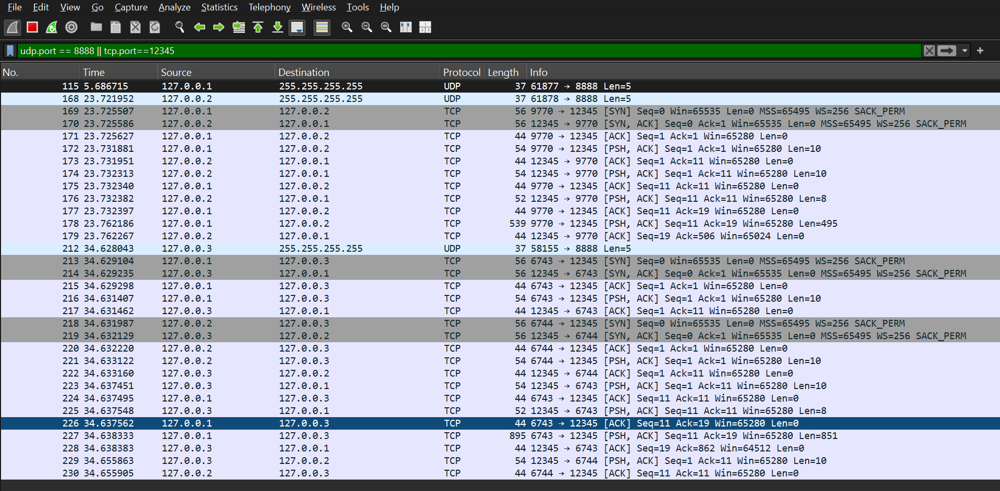 File Edit View Go Capture Analyze Statistics Telephony Wireless Tools Help
udp.port == 8888 || tcp.port==12345
No. Time Source Destination Protocol Length Info
115 5.686715 127.0.0.1 255.255.255.255 UDP 37 61877 → 8888 Len=5
168 23.721952 127.0.0.2 255.255.255.255 UDP 37 61878 → 8888 Len=5
169 23.725507 127.0.0.1 127.0.0.2 TCP 56 9770 → 12345 [SYN] Seq=0 Win=65535 Len=0 MSS=65495 WS=256 SACK_PERM
170 23.725586 127.0.0.2 127.0.0.1 TCP 56 12345 → 9770 [SYN, ACK] Seq=0 Ack=1 Win=65535 Len=0 MSS=65495 WS=256 SACK_PERM
171 23.725627 127.0.0.1 127.0.0.2 TCP 44 9770 → 12345 [ACK] Seq=1 Ack=1 Win=65280 Len=0
172 23.731881 127.0.0.1 127.0.0.2 TCP 54 9770 → 12345 [PSH, ACK] Seq=1 Ack=1 Win=65280 Len=10
173 23.731951 127.0.0.2 127.0.0.1 TCP 44 12345 → 9770 [ACK] Seq=1 Ack=11 Win=65280 Len=0
174 23.732313 127.0.0.2 127.0.0.1 TCP 54 12345 → 9770 [PSH, ACK] Seq=1 Ack=11 Win=65280 Len=10
175 23.732340 127.0.0.1 127.0.0.2 TCP 44 9770 → 12345 [ACK] Seq=11 Ack=11 Win=65280 Len=0
176 23.732382 127.0.0.2 127.0.0.1 TCP 52 12345 → 9770 [PSH, ACK] Seq=11 Ack=11 Win=65280 Len=8
177 23.732397 127.0.0.1 127.0.0.2 TCP 44 9770 → 12345 [ACK] Seq=11 Ack=19 Win=65280 Len=0
178 23.762186 127.0.0.1 127.0.0.2 TCP 539 9770 → 12345 [PSH, ACK] Seq=11 Ack=19 Win=65280 Len=495
179 23.762267 127.0.0.2 127.0.0.1 TCP 44 12345 → 9770 [ACK] Seq=19 Ack=506 Win=65024 Len=0
212 34.628043 127.0.0.3 255.255.255.255 UDP 37 58155 → 8888 Len=5
213 34.629104 127.0.0.1 127.0.0.3 TCP 56 6743 → 12345 [SYN] Seq=0 Win=65535 Len=0 MSS=65495 WS=256 SACK_PERM
214 34.629235 127.0.0.3 127.0.0.1 TCP 56 12345 → 6743 [SYN, ACK] Seq=0 Ack=1 Win=65535 Len=0 MSS=65495 WS=256 SACK_PERM
215 34.629298 127.0.0.1 127.0.0.3 TCP 44 6743 → 12345 [ACK] Seq=1 Ack=1 Win=65280 Len=0
216 34.631407 127.0.0.1 127.0.0.3 TCP 54 6743 → 12345 [PSH, ACK] Seq=1 Ack=1 Win=65280 Len=10
217 34.631462 127.0.0.3 127.0.0.1 TCP 44 12345 → 6743 [ACK] Seq=1 Ack=11 Win=65280 Len=0
218 34.631987 127.0.0.2 127.0.0.3 TCP 56 6744 → 12345 [SYN] Seq=0 Win=65535 Len=0 MSS=65495 WS=256 SACK_PERM
219 34.632129 127.0.0.3 127.0.0.2 TCP 56 12345 → 6744 [SYN, ACK] Seq=0 Ack=1 Win=65535 Len=0 MSS=65495 WS=256 SACK_PERM
220 34.632220 127.0.0.2 127.0.0.3 TCP 44 6744 → 12345 [ACK] Seq=1 Ack=1 Win=65280 Len=0
221 34.633122 127.0.0.2 127.0.0.3 TCP 54 6744 → 12345 [PSH, ACK] Seq=1 Ack=1 Win=65280 Len=10
222 34.633160 127.0.0.3 127.0.0.2 TCP 44 12345 → 6744 [ACK] Seq=1 Ack=11 Win=65280 Len=0
223 34.637451 127.0.0.3 127.0.0.1 TCP 54 12345 → 6743 [PSH, ACK] Seq=1 Ack=11 Win=65280 Len=10
224 34.637495 127.0.0.1 127.0.0.3 TCP 44 6743 → 12345 [ACK] Seq=11 Ack=11 Win=65280 Len=0
225 34.637548 127.0.0.3 127.0.0.1 TCP 52 12345 → 6743 [PSH, ACK] Seq=11 Ack=11 Win=65280 Len=8
226 34.637562 127.0.0.1 127.0.0.3 TCP 44 6743 → 12345 [ACK] Seq=11 Ack=19 Win=65280 Len=0
227 34.638333 127.0.0.1 127.0.0.3 TCP 895 6743 → 12345 [PSH, ACK] Seq=11 Ack=19 Win=65280 Len=851
228 34.638383 127.0.0.3 127.0.0.1 TCP 44 12345 → 6743 [ACK] Seq=19 Ack=862 Win=64512 Len=0
229 34.655863 127.0.0.3 127.0.0.2 TCP 54 12345 → 6744 [PSH, ACK] Seq=1 Ack=11 Win=65280 Len=10
230 34.655905 127.0.0.2 127.0.0.3 TCP 44 6744 → 12345 [ACK] Seq=11 Ack=11 Win=65280 Len=0